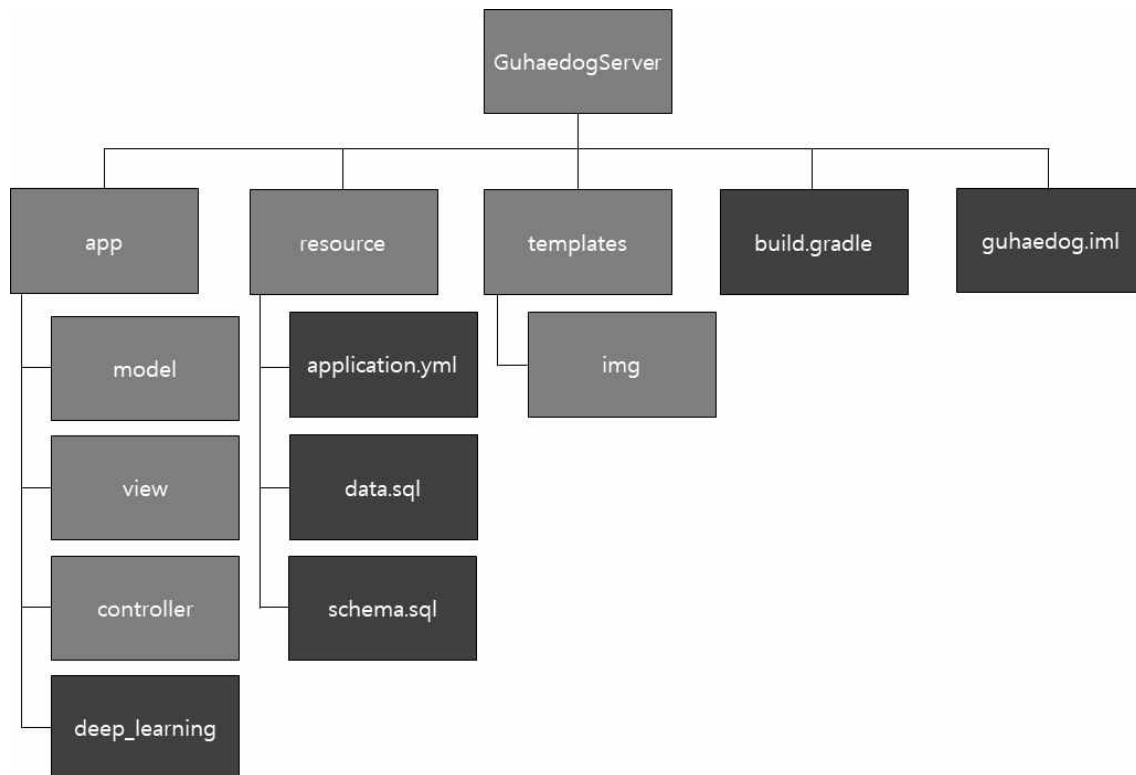 GuhaedogServer
app
resource
templates
build.gradle
guhaedog.iml
model
application.yml
img
view
data.sql
controller
schema.sql
deep_learning